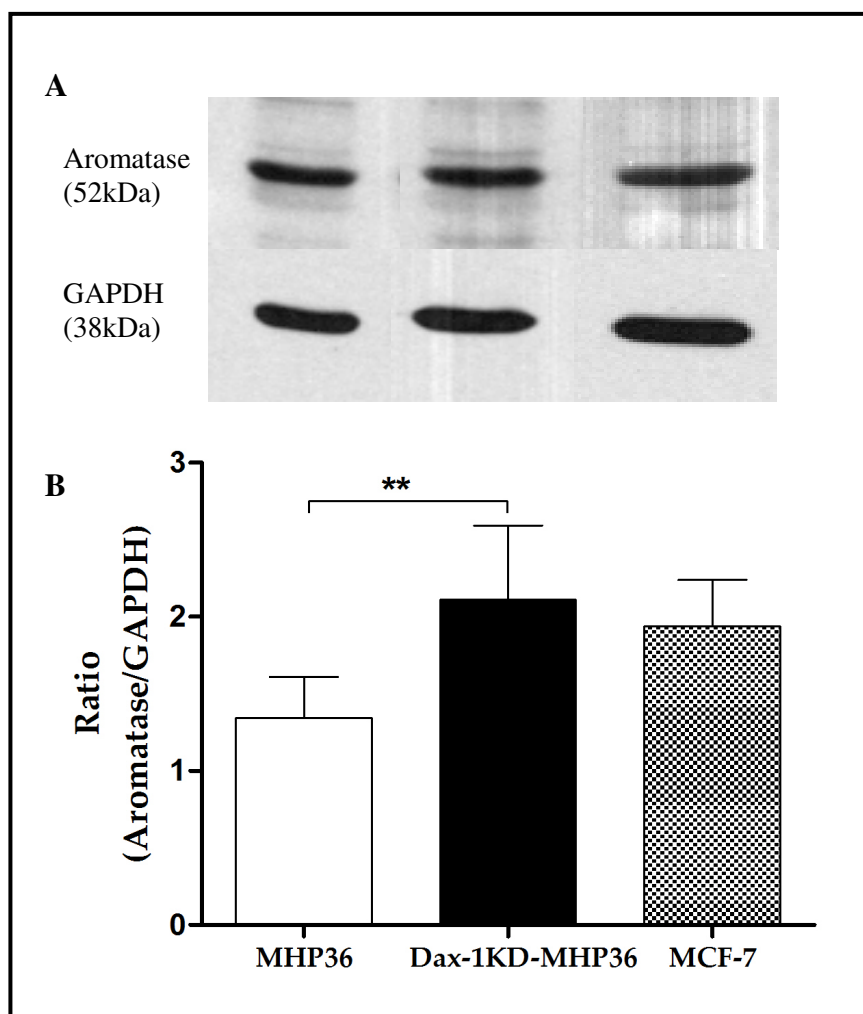 A
Aromatase
(52kDa)
GAPDH
(38kDa)
B
**
3
2
1
0
Ratio
(Aromatase/GAPDH)
MHP36
Dax-1KD-MHP36
MCF-7